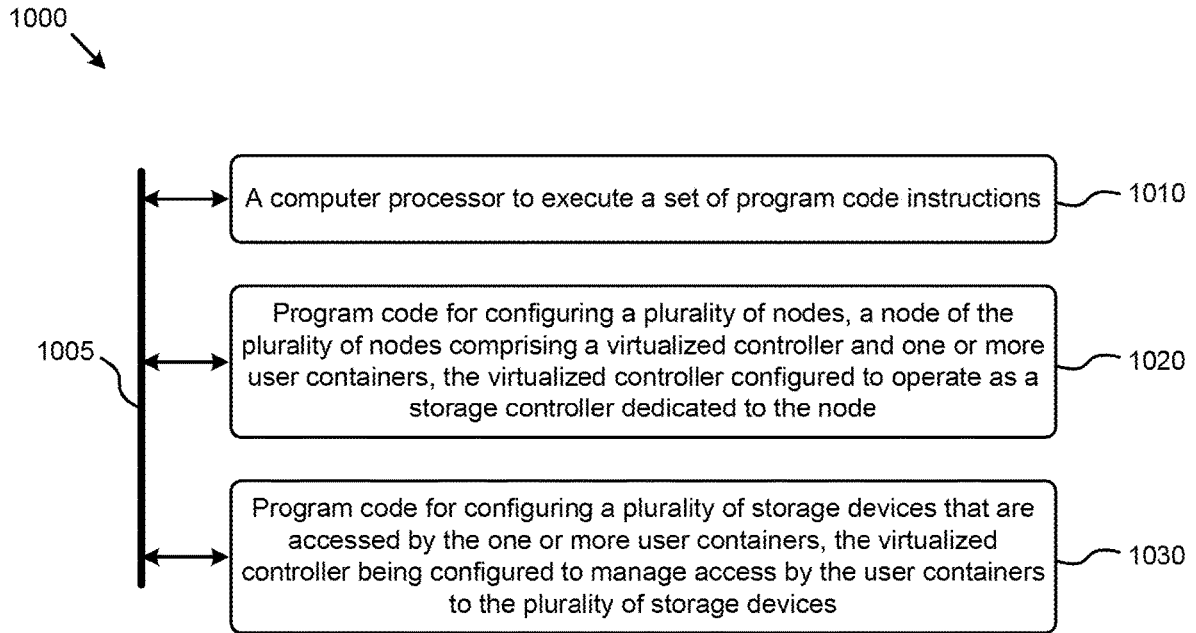 1000
A computer processor to execute a set of program code instructions
1010
Program code for configuring a plurality of nodes, a node of the
plurality of nodes comprising a virtualized controller and one or more
user containers, the virtualized controller configured to operate as a
storage controller dedicated to the node
1005
1020
Program code for configuring a plurality of storage devices that are
accessed by the one or more user containers, the virtualized
controller being configured to manage access by the user containers
to the plurality of storage devices
1030